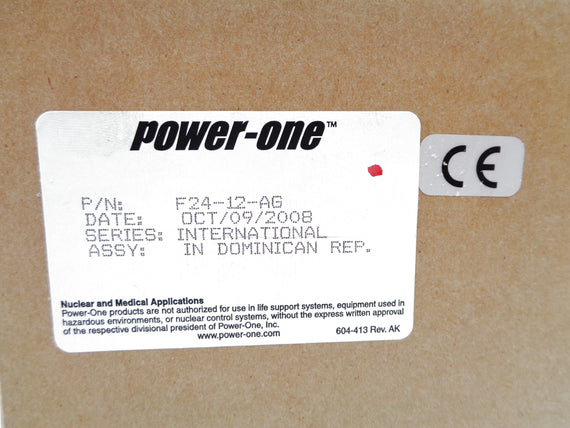 power-one™
CE
P/N: F24-12-AG
DATE: OCT/09/2008
SERIES: INTERNATIONAL
ASSY: IN DOMINICAN REP.
Nuclear and Medical Applications
Power-One products are not authorized for use in life support systems, equipment used in
hazardous environments, or nuclear control systems, without the express written approval
of the respective divisional president of Power-One, Inc.
www.power-one.com
604-413 Rev. AK